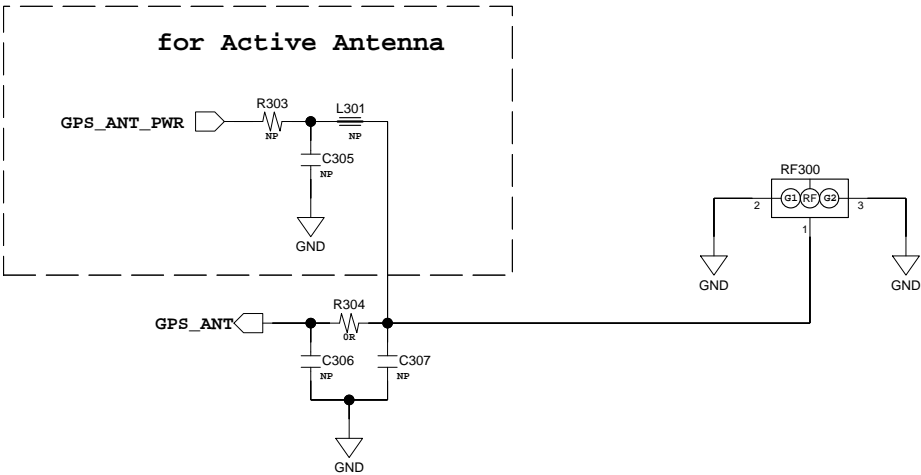 for Active Antenna
GPS_ANT_PWR
R303
NP
L301
NP
C305
NP
GND
RF300
2
G1
RF
G2
3
1
GND
GND
GPS_ANT
R304
0R
C306
NP
C307
NP
GND